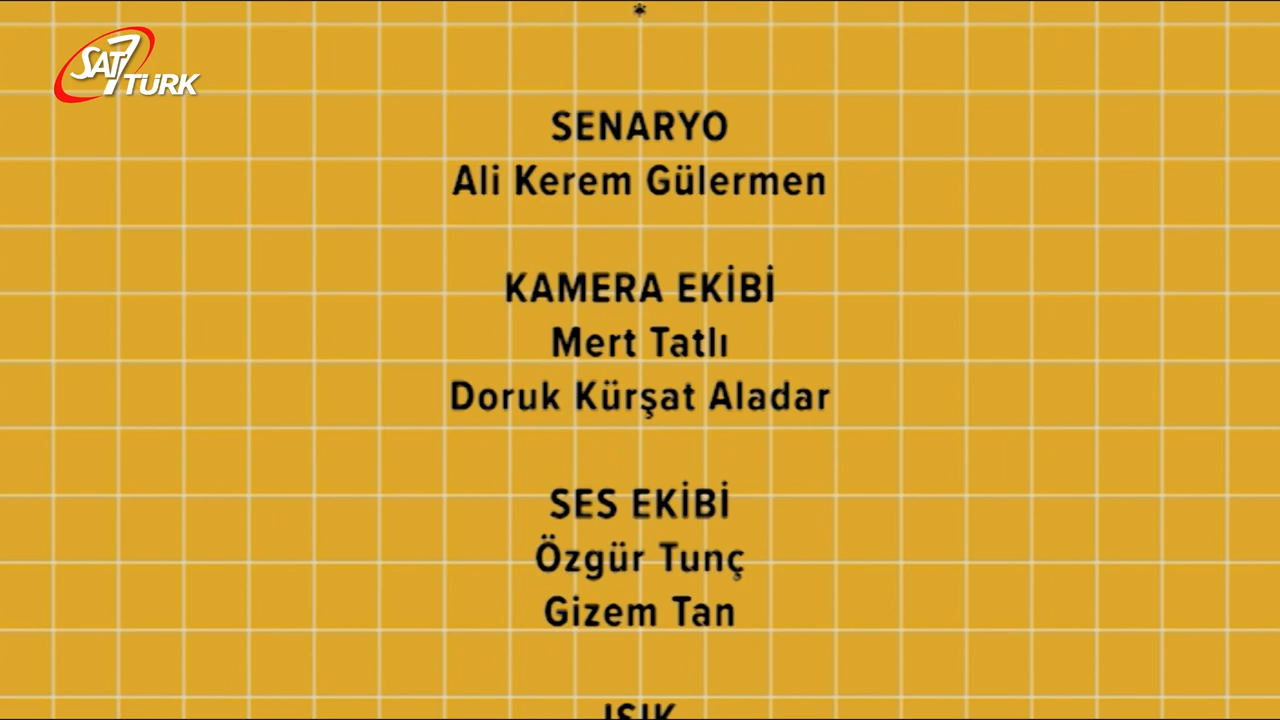 SAT7 TÜRK
SENARYO
Ali Kerem Gülermen
KAMERA EKİBİ
Mert Tatlı
Doruk Kürşat Aladar
SES EKİBİ
Özgür Tunç
Gizem Tan
IŞIK